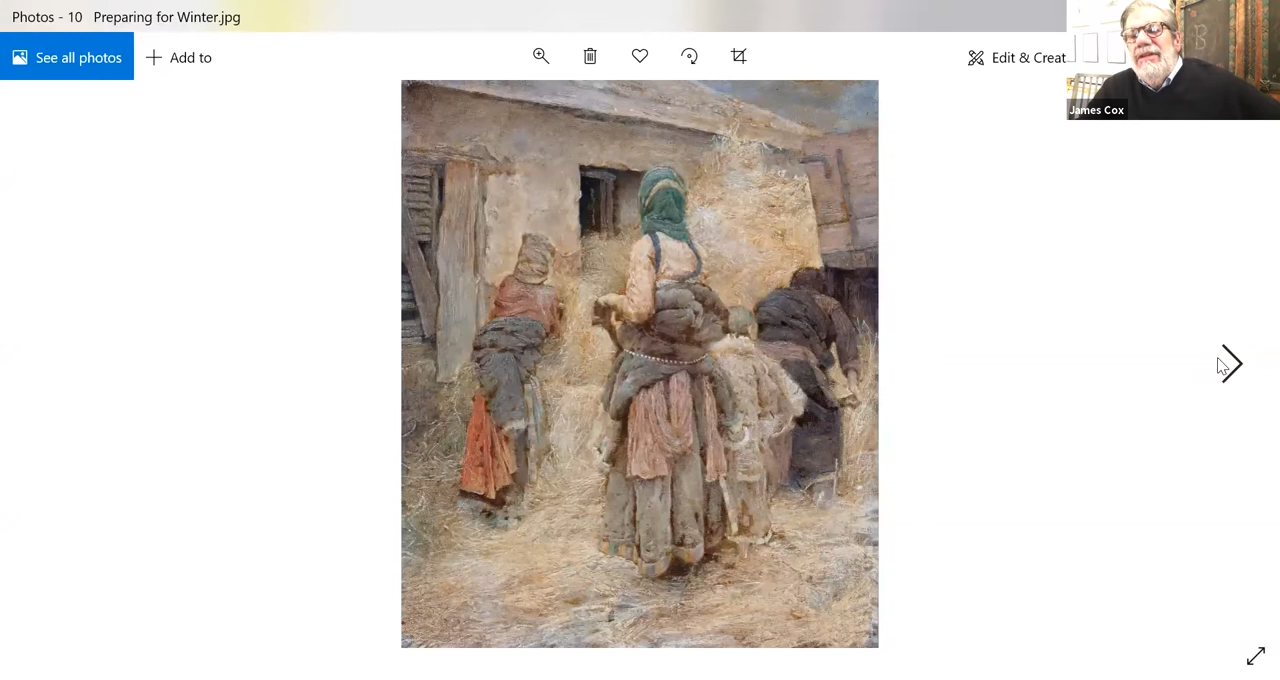 Photos - 10 Preparing for Winter.jpg
See all photos
Add to
Edit & Creat
James Cox
B